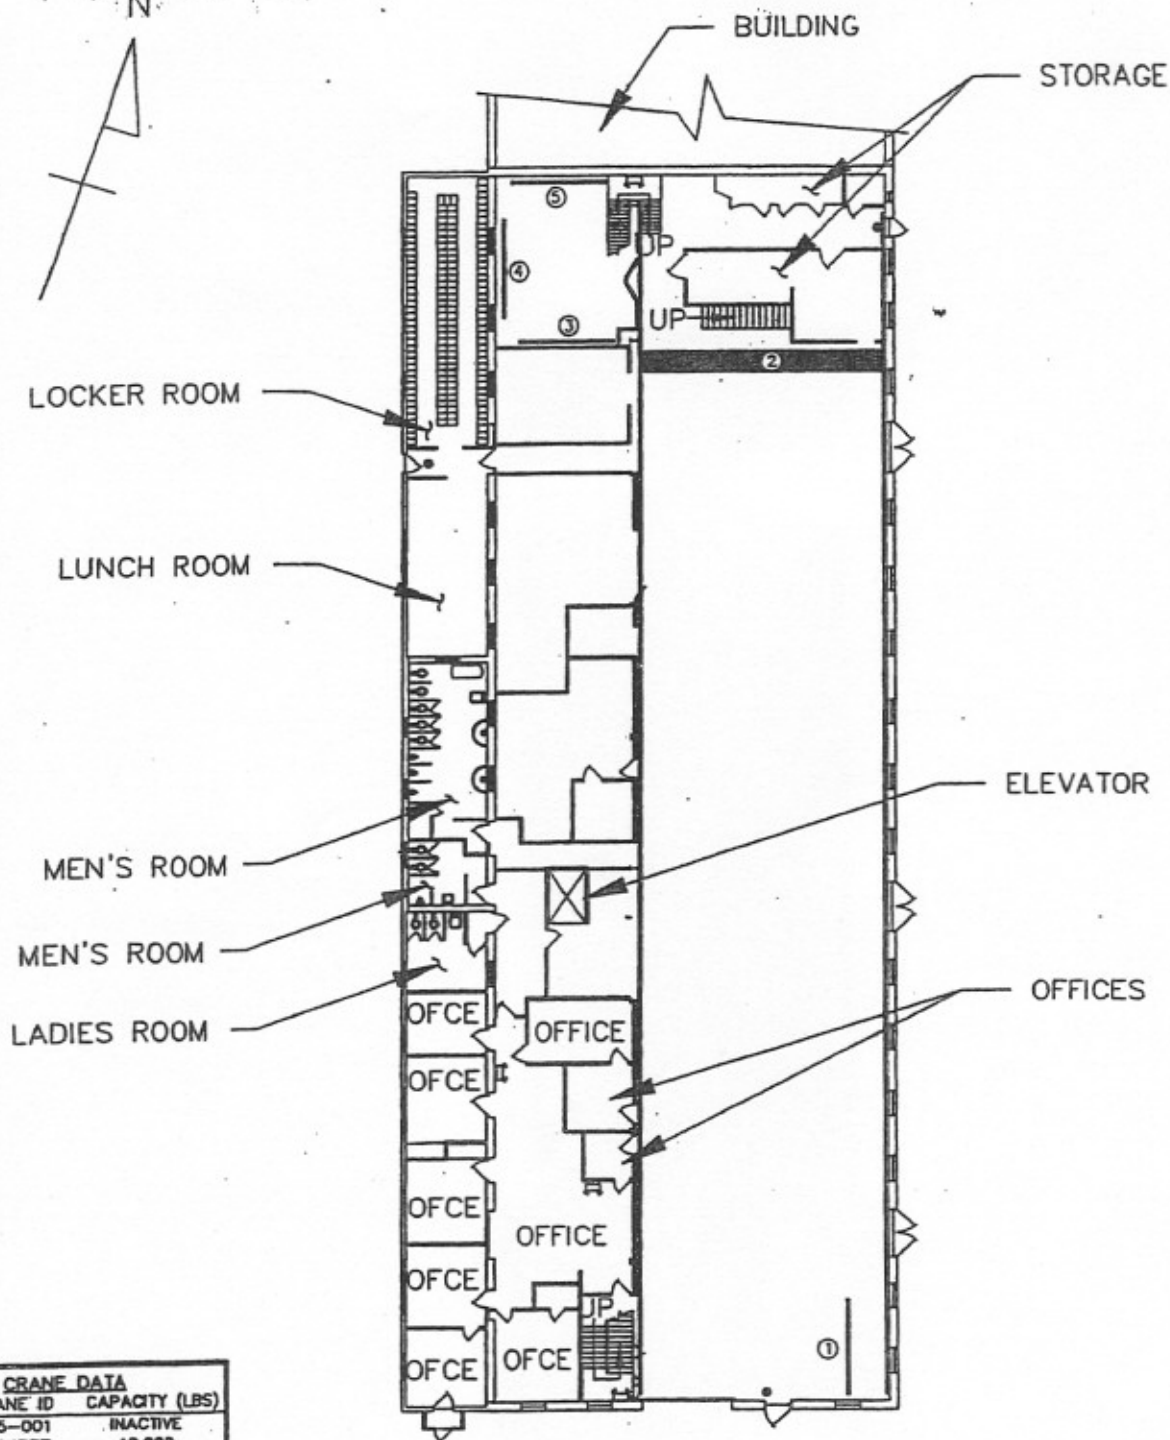 N
BUILDING
STORAGE
⑤
UP
④
UP
③
②
LOCKER ROOM
LUNCH ROOM
ELEVATOR
MEN'S ROOM
MEN'S ROOM
OFFICES
LADIES ROOM
OFCE
OFFICE
OFCE
OFCE
OFFICE
OFCE
UP
①
OFCE
OFCE
CRANE DATA
CAPACITY (LBS)
INACTIVE